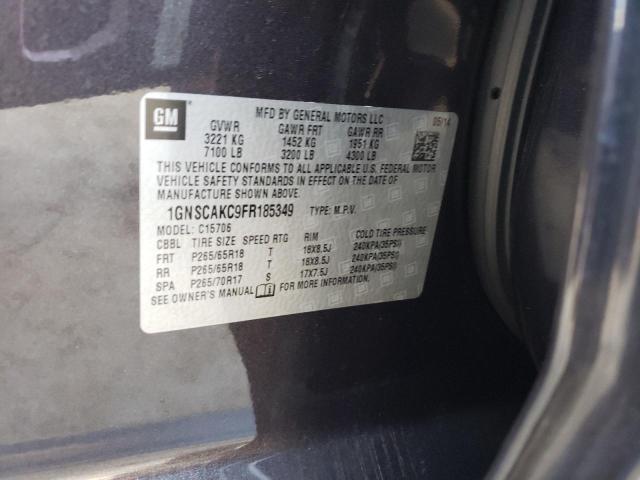 GM
MFD BY GENERAL MOTORS LLC 05/14
GVWR GAWR FRT GAWR RR
3221 KG 1452 KG 1951 KG
7100 LB 3200 LB 4300 LB
THIS VEHICLE CONFORMS TO ALL APPLICABLE U.S. FEDERAL MOTOR
VEHICLE SAFETY STANDARDS IN EFFECT ON THE DATE OF
MANUFACTURE SHOWN ABOVE.
1GNSCAKC9FR185349 TYPE: M.P.V.
MODEL: C15706
CBBL TIRE SIZE SPEED RTG RIM COLD TIRE PRESSURE
FRT P265/65R18 T 18X8.5J 240KPA(35PSI)
RR P265/65R18 T 18X8.5J 240KPA(35PSI)
SPA P265/70R17 S 17X7.5J 240KPA(35PSI)
SEE OWNER'S MANUAL FOR MORE INFORMATION.